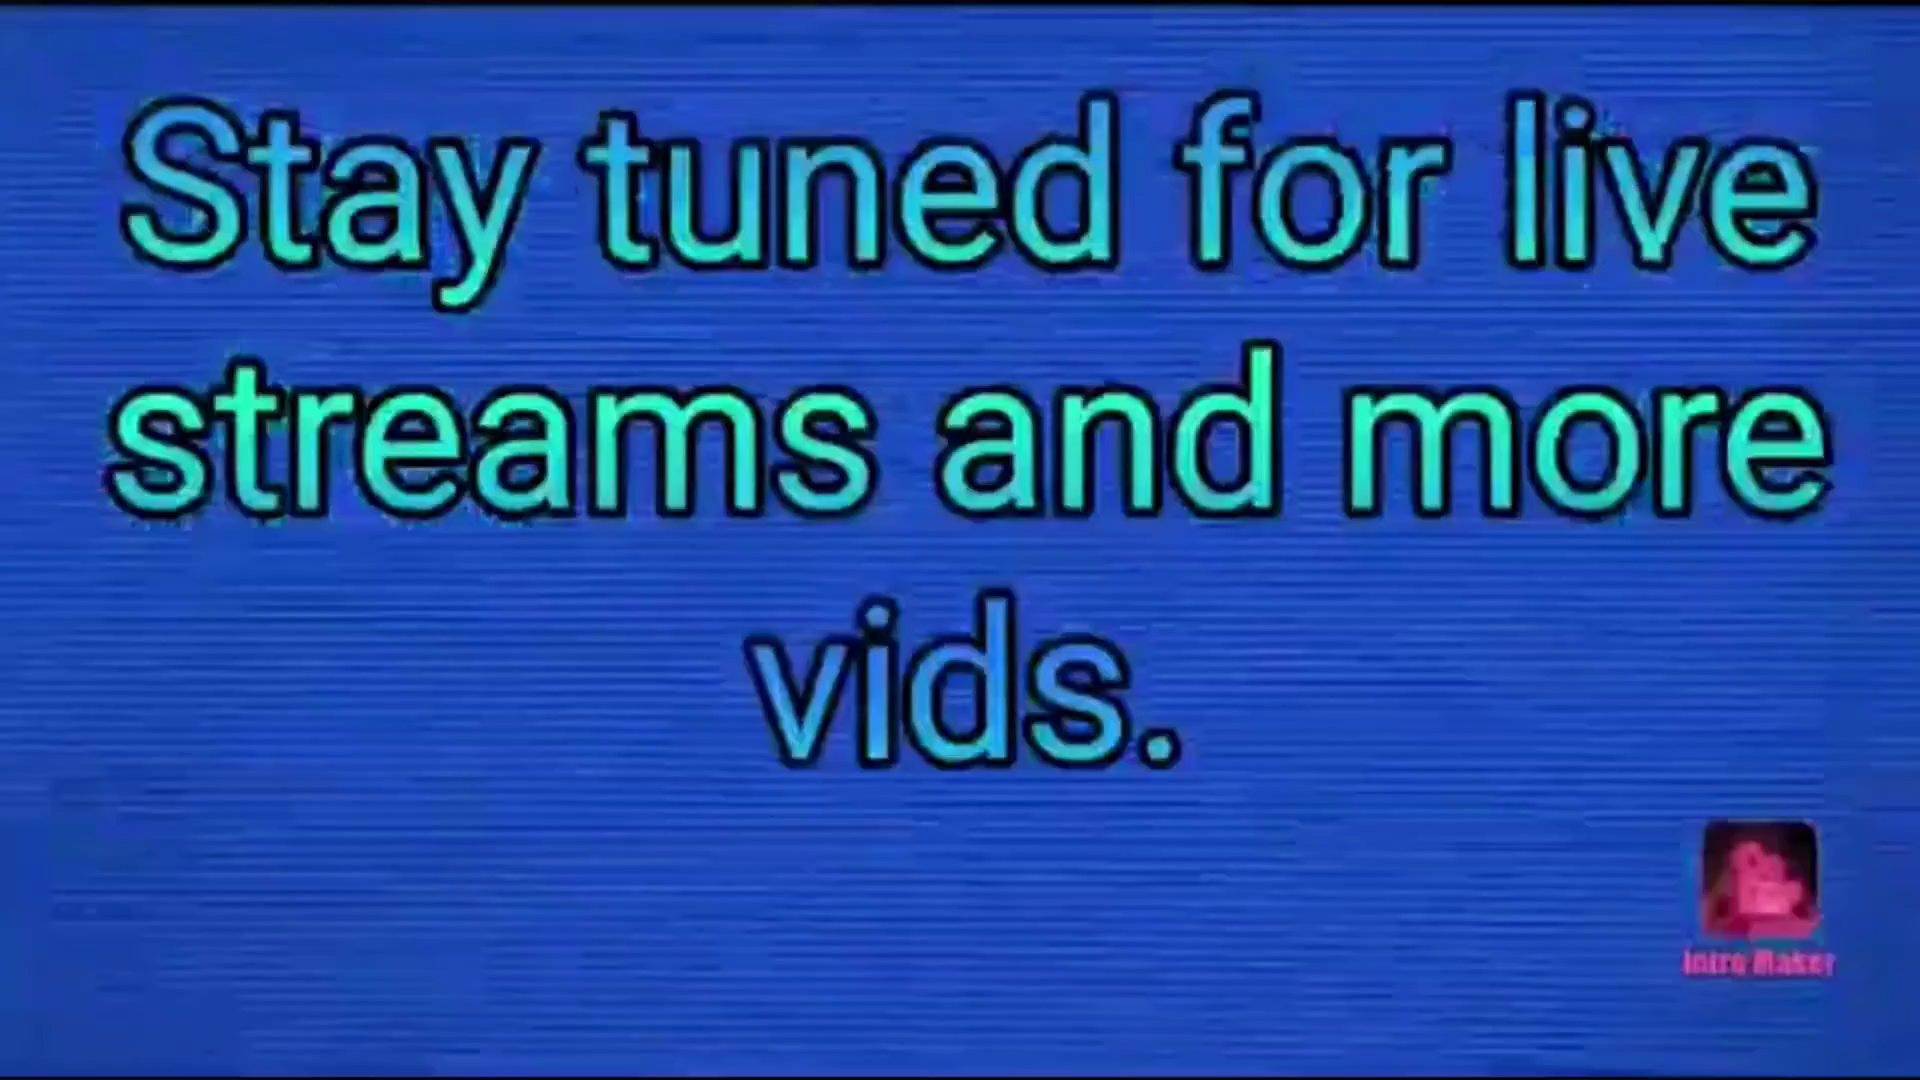 Stay tuned for live
streams and more
vids.
Intro Maker